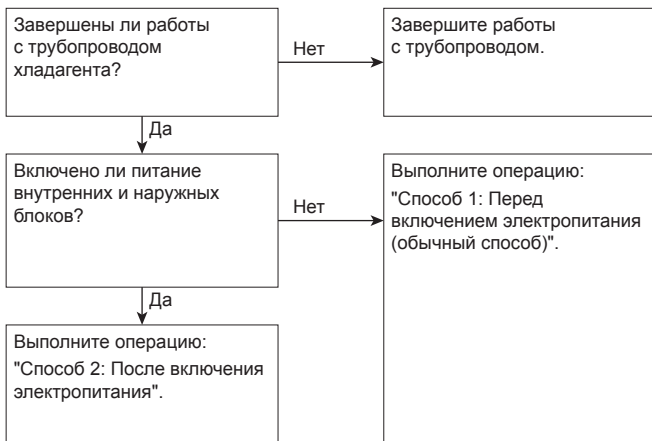 Завершены ли работы
с трубопроводом
хладагента?
Нет
Завершите работы
с трубопроводом.
Да
Включено ли питание
внутренних и наружных
блоков?
Нет
Выполните операцию:
"Способ 1: Перед
включением электропитания
(обычный способ)".
Да
Выполните операцию:
"Способ 2: После включения
электропитания".